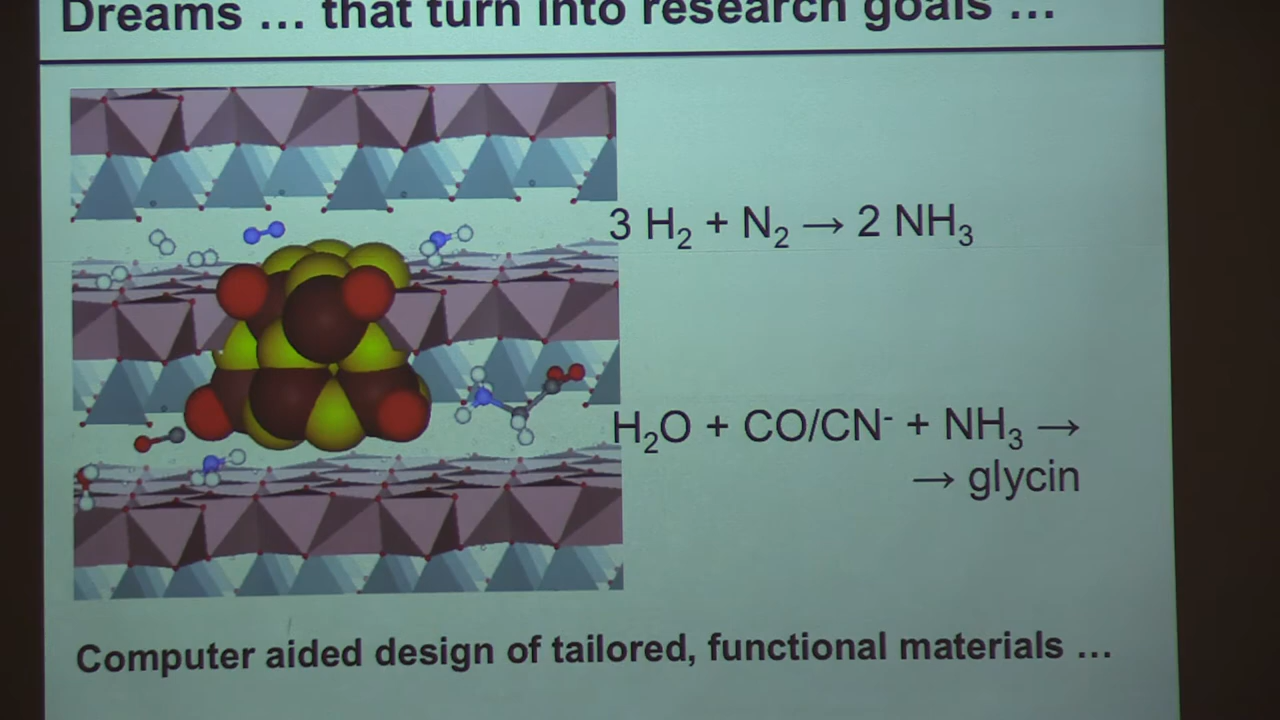 Dreams ... that turn into research goals ...
3 H₂ + N₂ → 2 NH₃
H₂O + CO/CN⁻ + NH₃ →
→ glycin
Computer aided design of tailored, functional materials ...